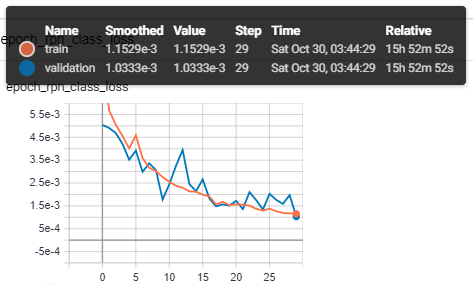 epoch_rpn_class_loss
Name Smoothed Value Step Time Relative
train 1.1529e-3 1.1529e-3 29 Sat Oct 30, 03:44:29 15h 52m 52s
validation 1.0333e-3 1.0333e-3 29 Sat Oct 30, 03:44:29 15h 52m 52s
epoch_rpn_class_loss
5.5e-3
4.5e-3
3.5e-3
2.5e-3
1.5e-3
5e-4
-5e-4
0 5 10 15 20 25